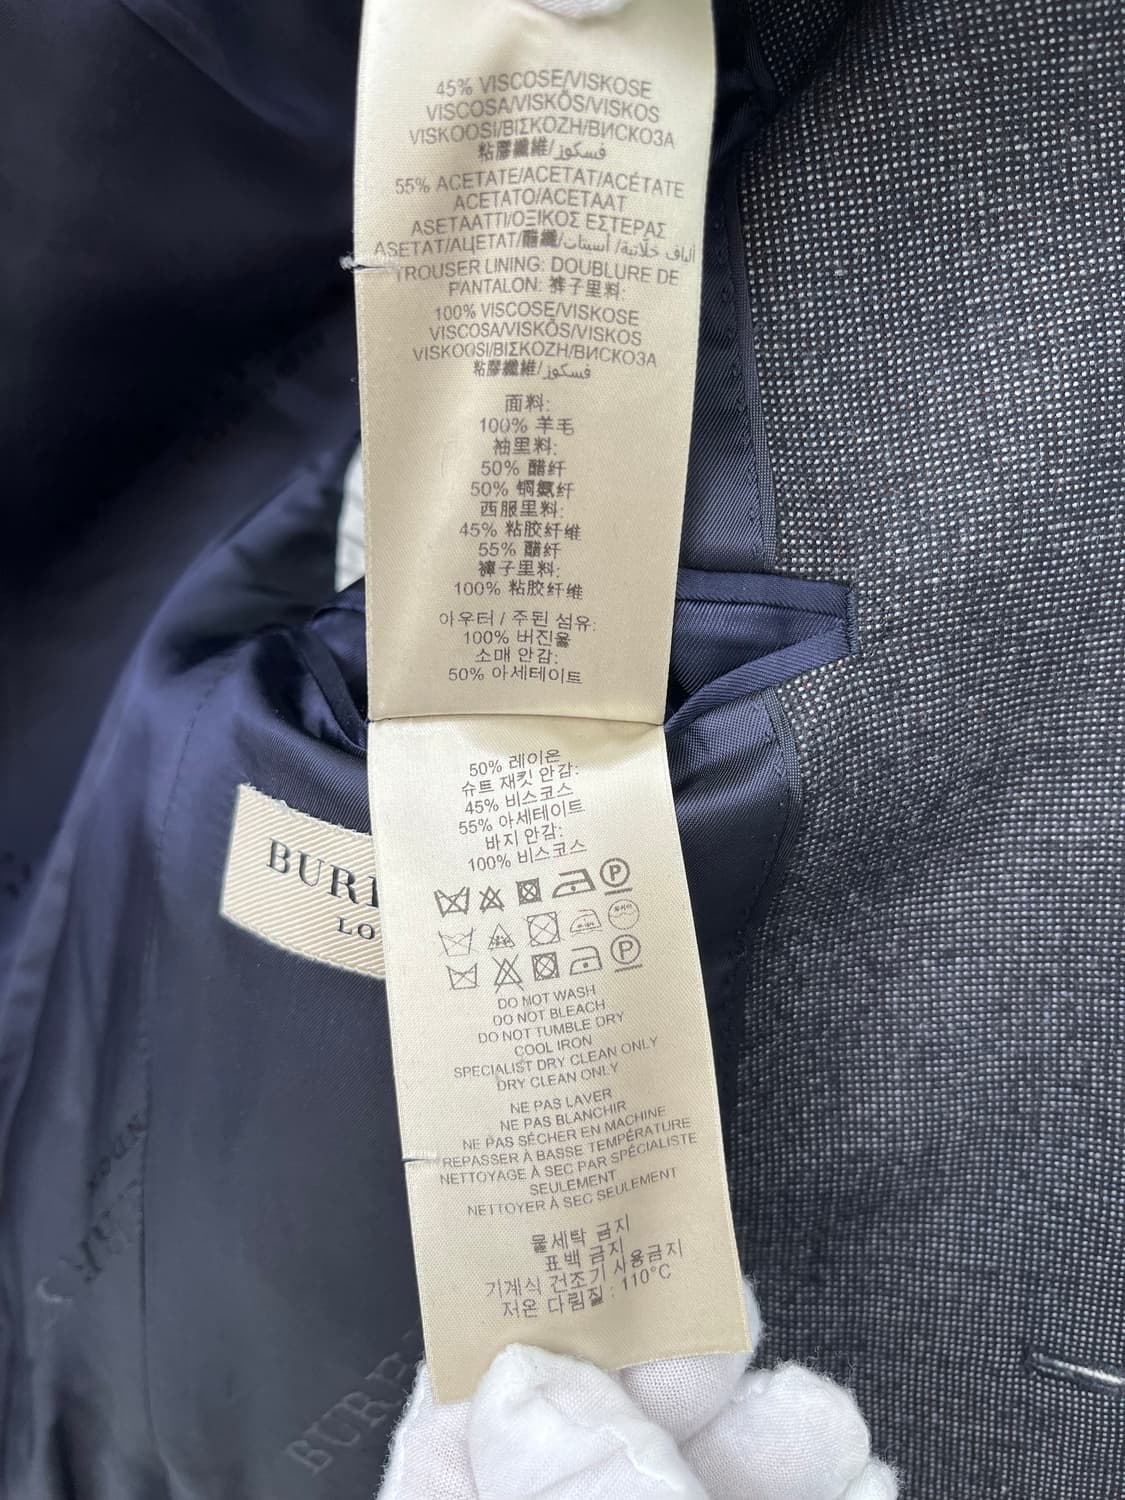 45% VISCOSE/VISKOSE
VISCOSA/VISKÓS/VISKOS
VISKOOSI/ΒΙΣΚΟΖΗ/ВИСКОЗА
粘膠纖維/فسكوز
55% ACETATE/ACETAT/ACÉTATE
ACETATO/ACETAAT
ASETAATTI/ΟΞΙΚΟΣ ΕΣΤΕΡΑΣ
ASETAT/АЦЕТАТ/醋纖/ألياف خلاتية/ أسيتات
TROUSER LINING: DOUBLURE DE
PANTALON: 褲子里料:
100% VISCOSE/VISKOSE
VISCOSA/VISKÓS/VISKOS
VISKOOSI/ΒΙΣΚΟΖΗ/ВИСКОЗА
粘膠纖維/فسكوز
面料:
100% 羊毛
袖里料:
50% 醋纤
50% 铜氨纤
西服里料:
45% 粘胶纤维
55% 醋纤
褲子里料:
100% 粘胶纤维
아우터 / 주된 섬유:
100% 버진울
소매 안감:
50% 아세테이트
50% 레이온
슈트 재킷 안감:
45% 비스코스
55% 아세테이트
바지 안감:
100% 비스코스
P
P
DO NOT WASH
DO NOT BLEACH
DO NOT TUMBLE DRY
COOL IRON
SPECIALIST DRY CLEAN ONLY
DRY CLEAN ONLY
NE PAS LAVER
NE PAS BLANCHIR
NE PAS SÉCHER EN MACHINE
REPASSER À BASSE TEMPÉRATURE
NETTOYAGE À SEC PAR SPÉCIALISTE
SEULEMENT
NETTOYER À SEC SEULEMENT
물세탁 금지
표백 금지
기계식 건조기 사용금지
저온 다림질 : 110°C
BUR
LO
BUR